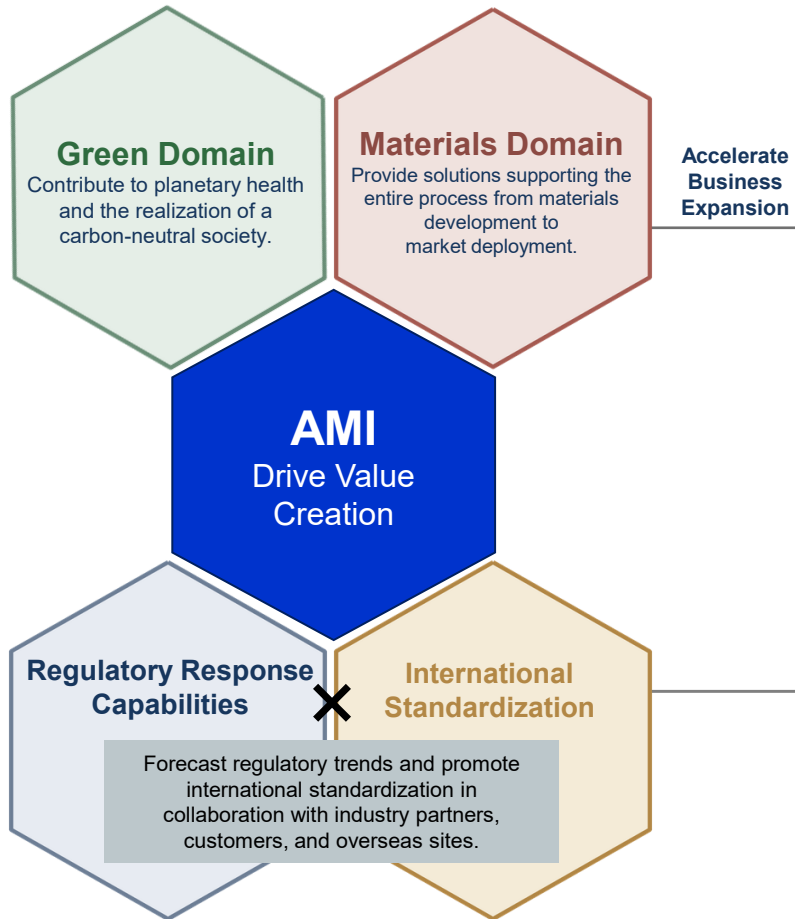 Green Domain
Contribute to planetary health
and the realization of a
carbon-neutral society.
Materials Domain
Provide solutions supporting the
entire process from materials
development to
market deployment.
Accelerate
Business
Expansion
AMI
Drive Value
Creation
Regulatory Response
Capabilities
×
International
Standardization
Forecast regulatory trends and promote
international standardization in
collaboration with industry partners,
customers, and overseas sites.